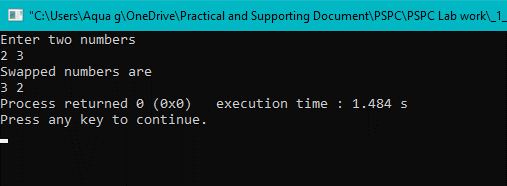 "C:\Users\Aqua g\OneDrive\Practical and Supporting Document\PSPC\PSPC Lab work\_1_
Enter two numbers
2 3
Swapped numbers are
3 2
Process returned 0 (0x0)   execution time : 1.484 s
Press any key to continue.